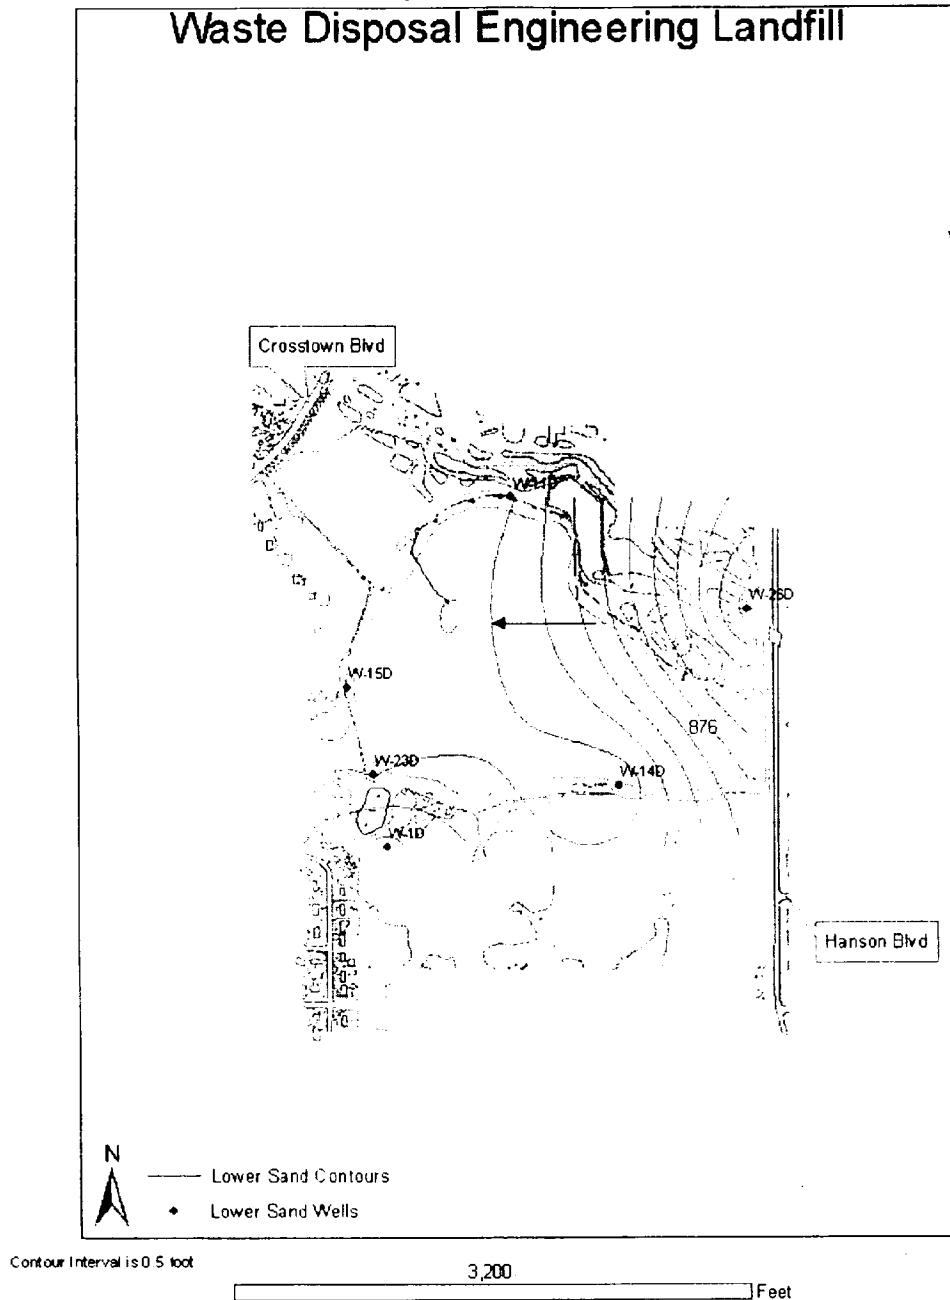 Waste Disposal Engineering Landfill
Crosstown Blvd
W-26D
W-15D
876
W-23D
W-14D
W-1D
Hanson Blvd
N
Lower Sand Contours
Lower Sand Wells
Contour Interval is 0.5 foot
3,200
Feet